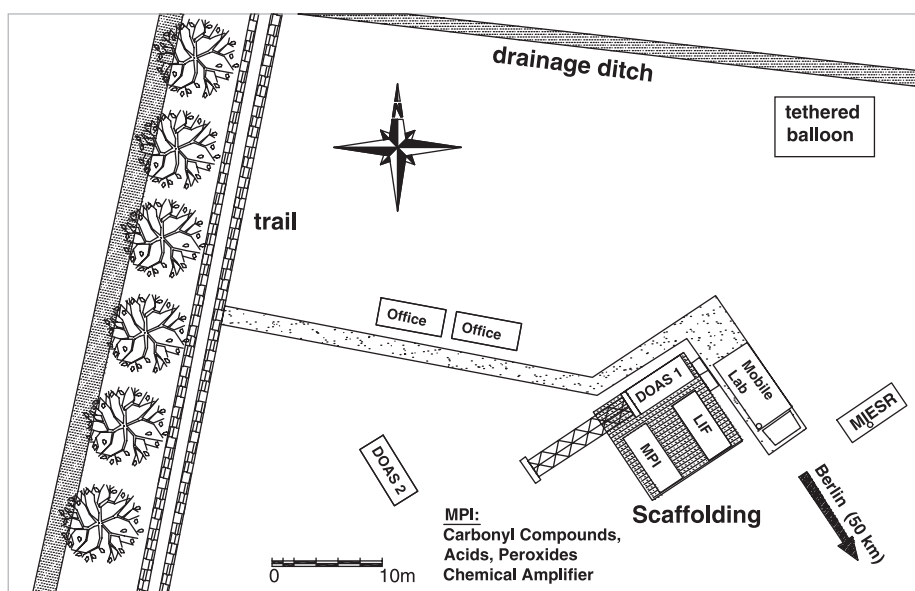 drainage ditch
tethered
balloon
N
trail
Office
Office
DOAS 1
Mobile
Lab
MIESR
LIF
MPI
DOAS 2
Scaffolding
Berlin (50 km)
MPI:
Carbonyl Compounds,
Acids, Peroxides
Chemical Amplifier
0 10m